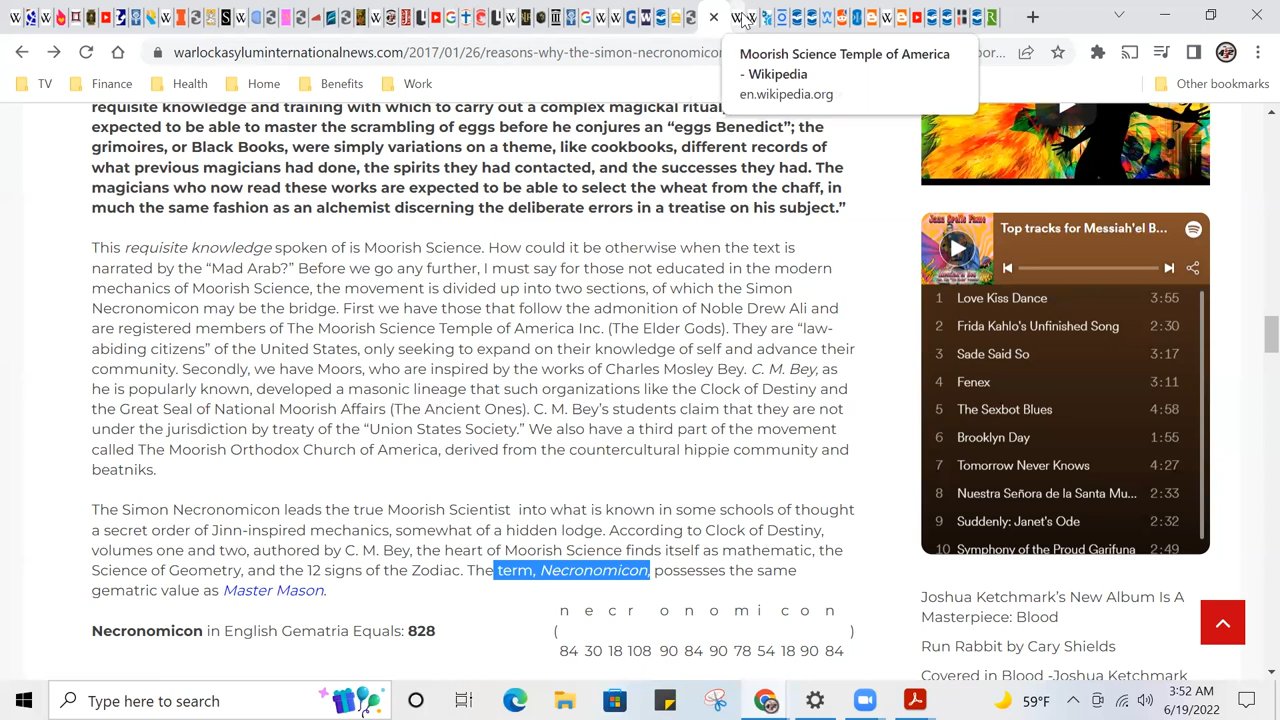 warlockasyluminternationalnews.com/2017/01/26/reasons-why-the-simon-necronomico
or...
Moorish Science Temple of America
- Wikipedia
en.wikipedia.org
TV
Finance
Health
Home
Benefits
Work
Other bookmarks
requisite knowledge and training with which to carry out a complex magickal ritual
expected to be able to master the scrambling of eggs before he conjures an “eggs Benedict”; the
grimoires, or Black Books, were simply variations on a theme, like cookbooks, different records of
what previous magicians had done, the spirits they had contacted, and the successes they had. The
magicians who now read these works are expected to be able to select the wheat from the chaff, in
much the same fashion as an alchemist discerning the deliberate errors in a treatise on his subject.”
This requisite knowledge spoken of is Moorish Science. How could it be otherwise when the text is
narrated by the “Mad Arab?” Before we go any further, I must say for those not educated in the modern
mechanics of Moorish Science, the movement is divided up into two sections, of which the Simon
Necronomicon may be the bridge. First we have those that follow the admonition of Noble Drew Ali and
are registered members of The Moorish Science Temple of America Inc. (The Elder Gods). They are “law-
abiding citizens” of the United States, only seeking to expand on their knowledge of self and advance their
community. Secondly, we have Moors, who are inspired by the works of Charles Mosley Bey. C. M. Bey, as
he is popularly known, developed a masonic lineage that such organizations like the Clock of Destiny and
the Great Seal of National Moorish Affairs (The Ancient Ones). C. M. Bey’s students claim that they are not
under the jurisdiction by treaty of the “Union States Society.” We also have a third part of the movement
called The Moorish Orthodox Church of America, derived from the countercultural hippie community and
beatniks.
The Simon Necronomicon leads the true Moorish Scientist into what is known in some schools of thought
a secret order of Jinn-inspired mechanics, somewhat of a hidden lodge. According to Clock of Destiny,
volumes one and two, authored by C. M. Bey, the heart of Moorish Science finds itself as mathematic, the
Science of Geometry, and the 12 signs of the Zodiac. The term, Necronomicon, possesses the same
gematric value as Master Mason.
n e c r o n o m i c o n
Necronomicon in English Gematria Equals: 828 ( )
84 30 18 108 90 84 90 78 54 18 90 84
Top tracks for Messiah'el B...
1 Love Kiss Dance 3:55
2 Frida Kahlo's Unfinished Song 2:30
3 Sade Said So 3:17
4 Fenex 3:11
5 The Sexbot Blues 4:58
6 Brooklyn Day 1:55
7 Tomorrow Never Knows 4:27
8 Nuestra Señora de la Santa Mu... 2:33
9 Suddenly: Janet's Ode 2:32
10 Symphony of the Proud Garifuna 2:49
Joshua Ketchmark’s New Album Is A
Masterpiece: Blood
Run Rabbit by Cary Shields
Covered in Blood -Joshua Ketchmark
Type here to search
59°F
3:52 AM
6/19/2022